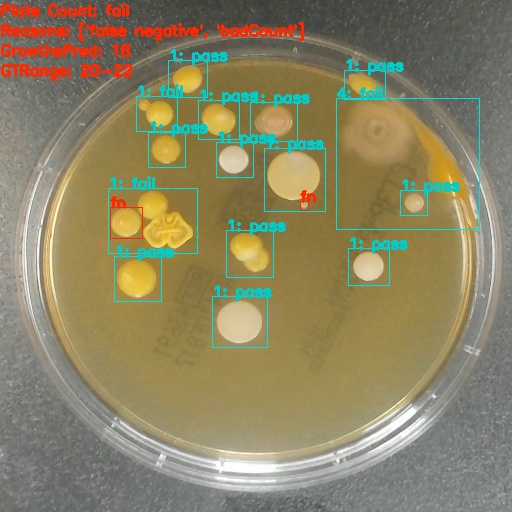 Plate Count: fail
Reasons: ['false negative', 'badCount']
GrowthsPred: 18
GTRange: 20-22
1: pass
1: pass
1: fail
1: pass
1: pass
4: fail
1: pass
1: pass
1: pass
1: fail
fn
fn
1: pass
1: pass
1: pass
1: pass
1: pass